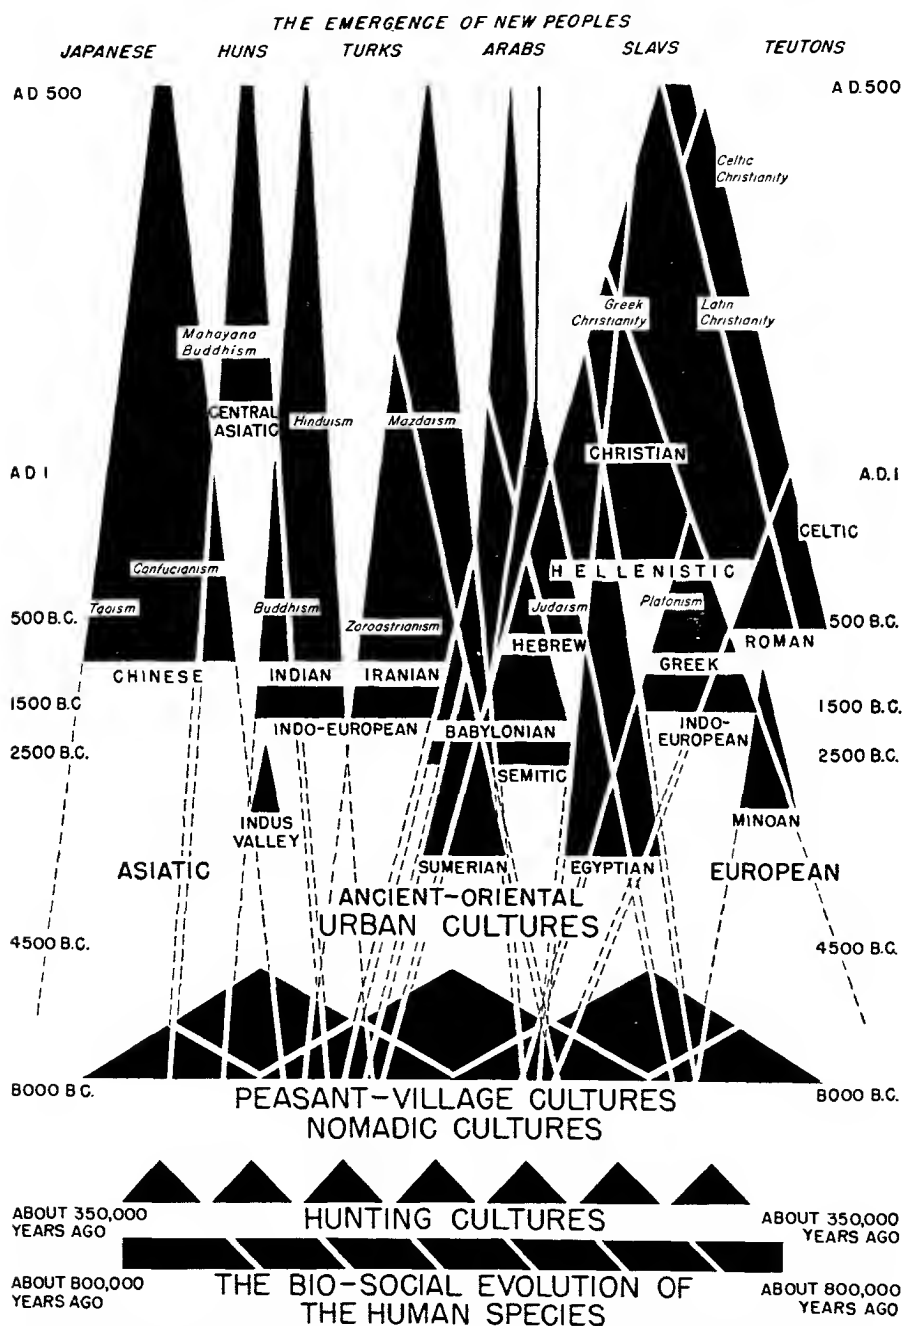 THE EMERGENCE OF NEW PEOPLES
JAPANESE HUNS TURKS ARABS SLAVS TEUTONS
A D 500 A D. 500
Celtic
Christianity
Greek
Christianity
Latin
Christianity
Mahayana
Buddhism
CENTRAL
ASIATIC
Hinduism
Mazdaism
CHRISTIAN
A D I A.D. I
CELTIC
Confucianism
HELLENISTIC
Taoism
Buddhism
Zoroastrianism
Judaism
Platonism
500 B.C. 500 B.C.
HEBREW
ROMAN
GREEK
CHINESE
INDIAN
IRANIAN
1500 B.C. 1500 B.C.
INDO-EUROPEAN
BABYLONIAN
INDO-
EUROPEAN
2500 B.C. 2500 B.C.
SEMITIC
INDUS
VALLEY
MINOAN
ASIATIC
SUMERIAN
EGYPTIAN
EUROPEAN
ANCIENT-ORIENTAL
URBAN CULTURES
4500 B.C. 4500 B.C.
8000 B.C. 8000 B.C.
PEASANT-VILLAGE CULTURES
NOMADIC CULTURES
ABOUT 350,000
YEARS AGO
HUNTING CULTURES
ABOUT 350,000
YEARS AGO
ABOUT 800,000
YEARS AGO
THE BIO-SOCIAL EVOLUTION OF
THE HUMAN SPECIES
ABOUT 800,000
YEARS AGO